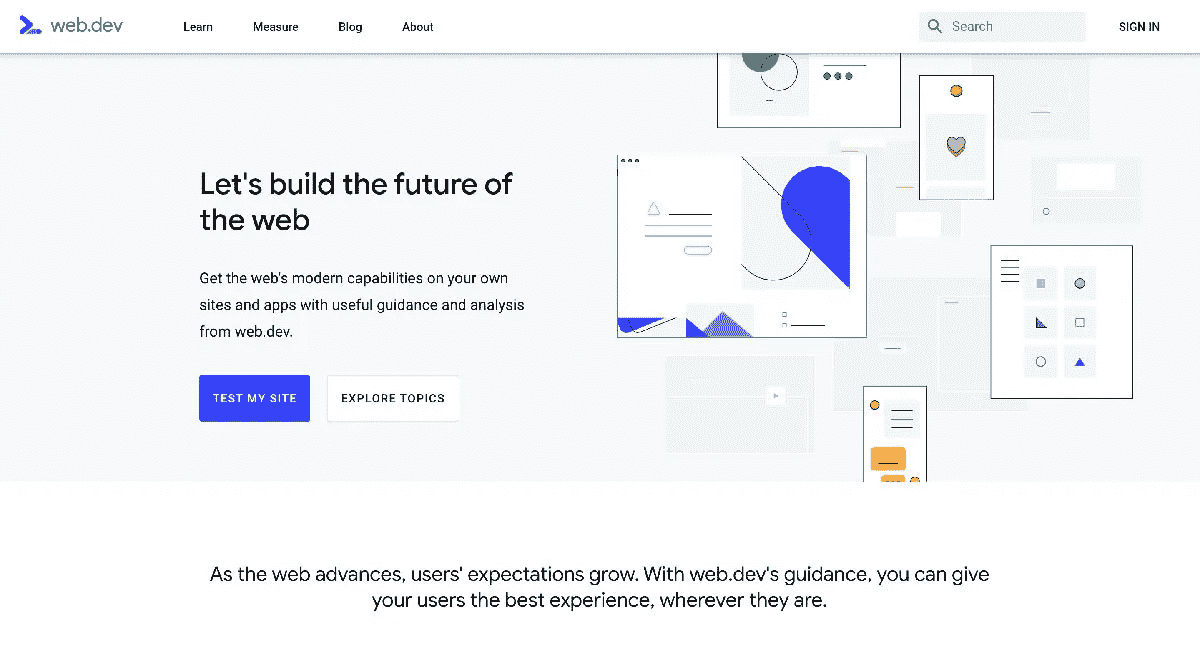 web.dev
Learn
Measure
Blog
About
Search
SIGN IN
Let's build the future of
the web
Get the web's modern capabilities on your own
sites and apps with useful guidance and analysis
from web.dev.
TEST MY SITE
EXPLORE TOPICS
As the web advances, users' expectations grow. With web.dev's guidance, you can give
your users the best experience, wherever they are.